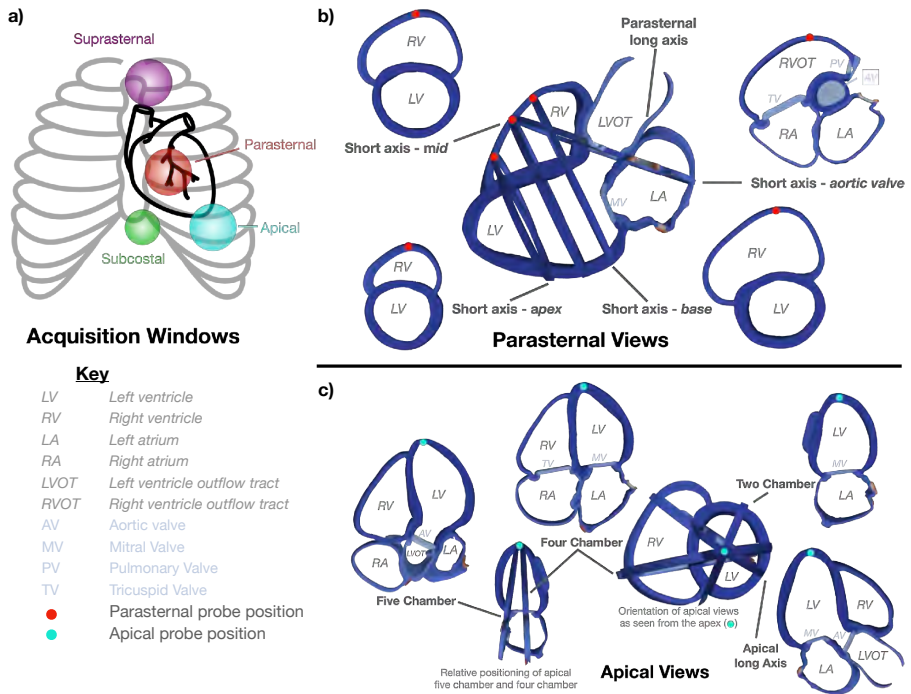 a)
Suprasternal
Parasternal
Apical
Subcostal
Acquisition Windows
Key
LV Left ventricle
RV Right ventricle
LA Left atrium
RA Right atrium
LVOT Left ventricle outflow tract
RVOT Right ventricle outflow tract
AV Aortic valve
MV Mitral Valve
PV Pulmonary Valve
TV Tricuspid Valve
Parasternal probe position
Apical probe position
b)
RV
LV
Short axis - mid
Parasternal
long axis
RV
LVOT
LV
MV
LA
RVOT
PV
AV
TV
RA
LA
Short axis - aortic valve
RV
LV
Short axis - apex
Short axis - base
RV
LV
Parasternal Views
c)
RV
LV
AV
RA
LVOT
LA
Five Chamber
RV
LV
TV
MV
RA
LA
Four Chamber
Relative positioning of apical
five chamber and four chamber
Two Chamber
RV
LV
Orientation of apical views
as seen from the apex ( )
LV
MV
LA
Apical
long Axis
LV
RV
MV
AV
LVOT
LA
Apical Views